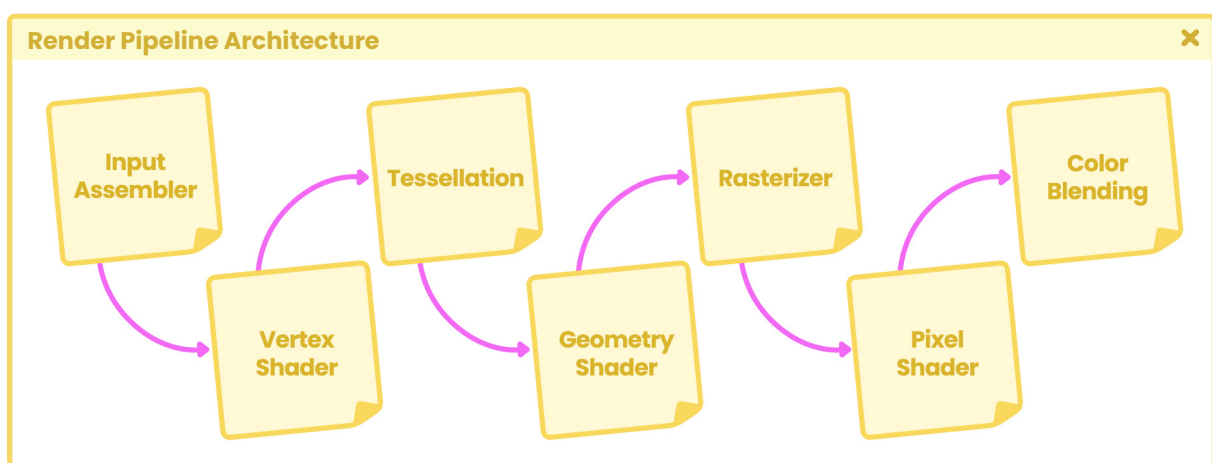 Render Pipeline Architecture
Input
Assembler
Vertex
Shader
Tessellation
Geometry
Shader
Rasterizer
Pixel
Shader
Color
Blending